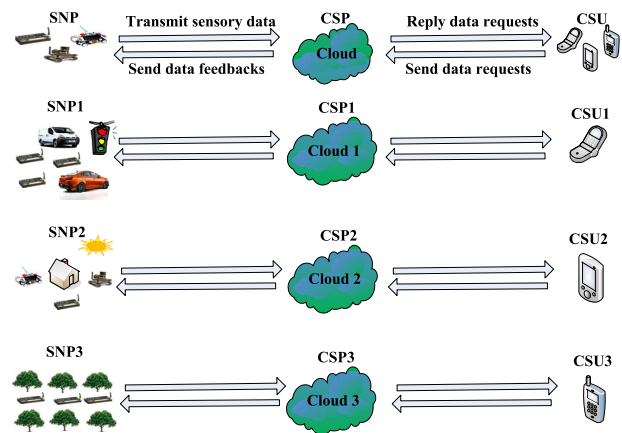 SNP
Transmit sensory data
CSP
Reply data requests
CSU
Cloud
Send data feedbacks
Send data requests
SNP1
CSP1
CSU1
Cloud 1
SNP2
CSP2
CSU2
Cloud 2
SNP3
CSP3
CSU3
Cloud 3